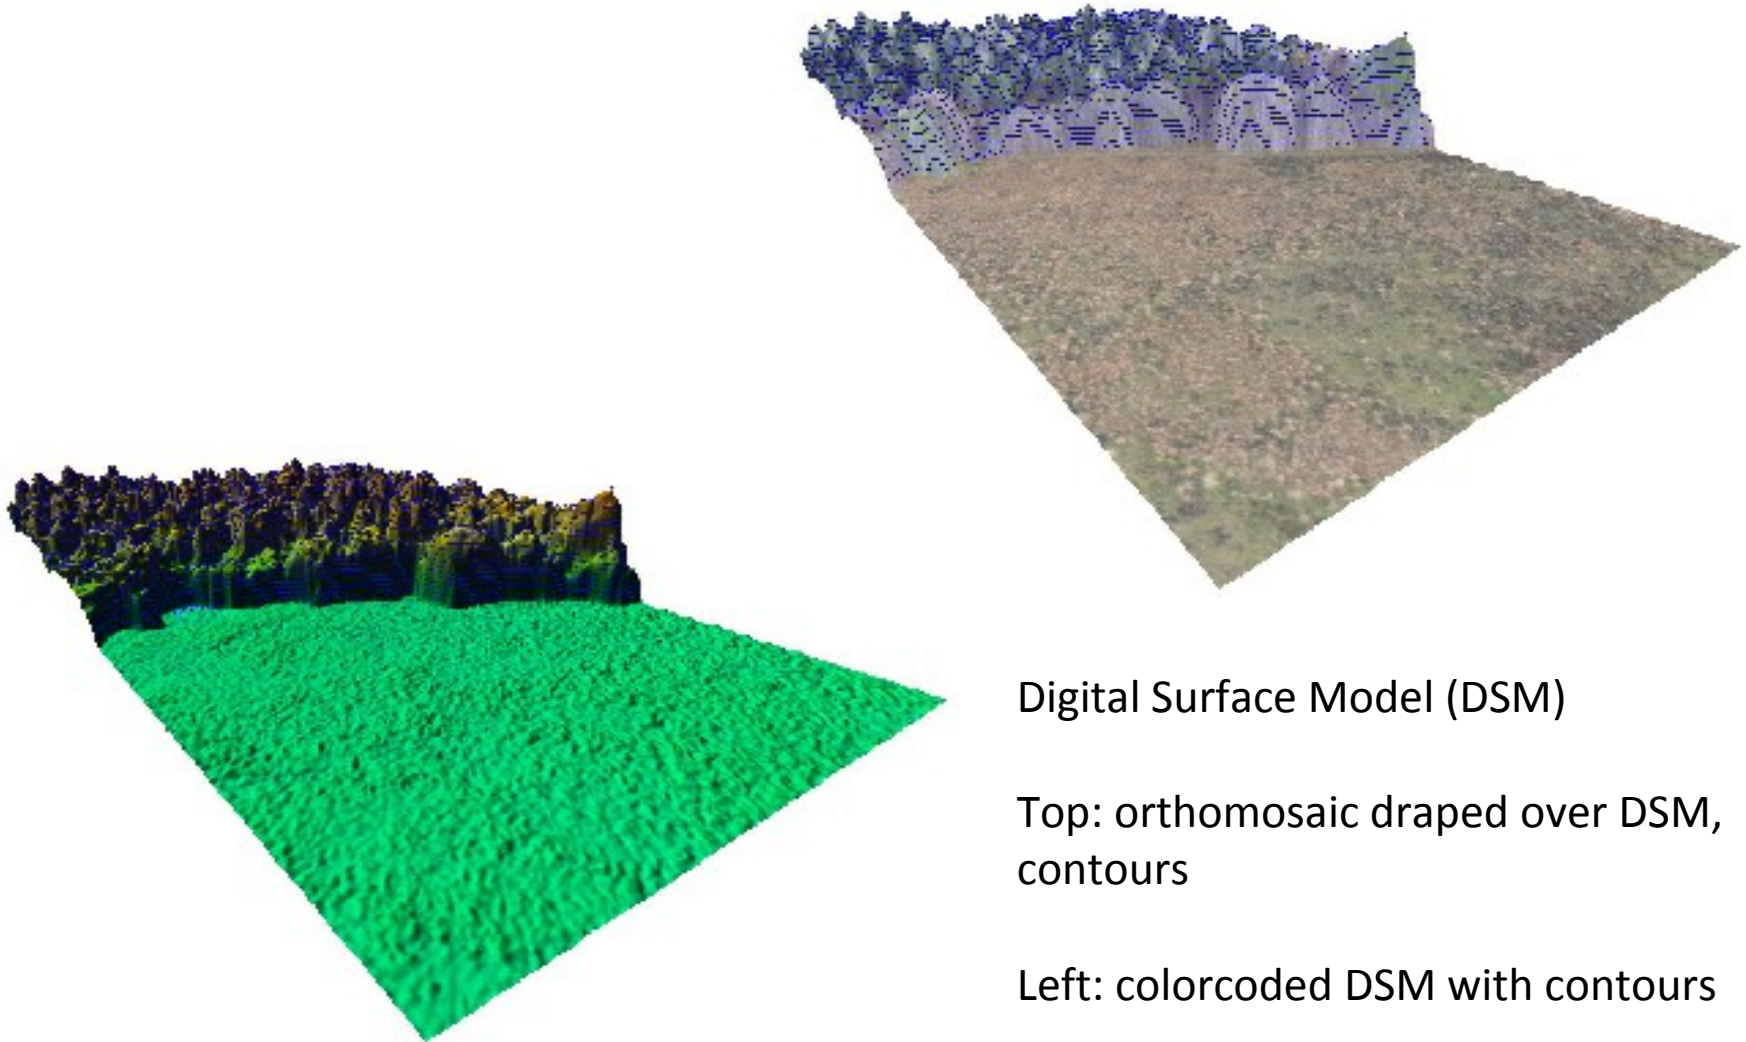 Digital Surface Model (DSM)
Top: orthomosaic draped over DSM,
contours
Left: colorcoded DSM with contours